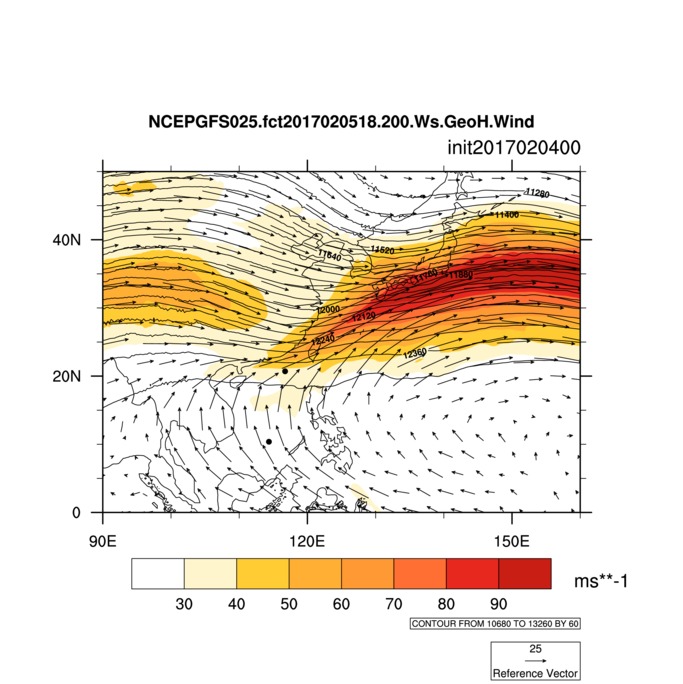 NCEPGFS025.fct2017020518.200.Ws.GeoH.Wind
init2017020400
11280
11400
40N
11520
11640
11760
11880
12000
12120
12240
12360
20N
0
90E 120E 150E
ms**-1
30 40 50 60 70 80 90
CONTOUR FROM 10680 TO 13260 BY 60
25
Reference Vector